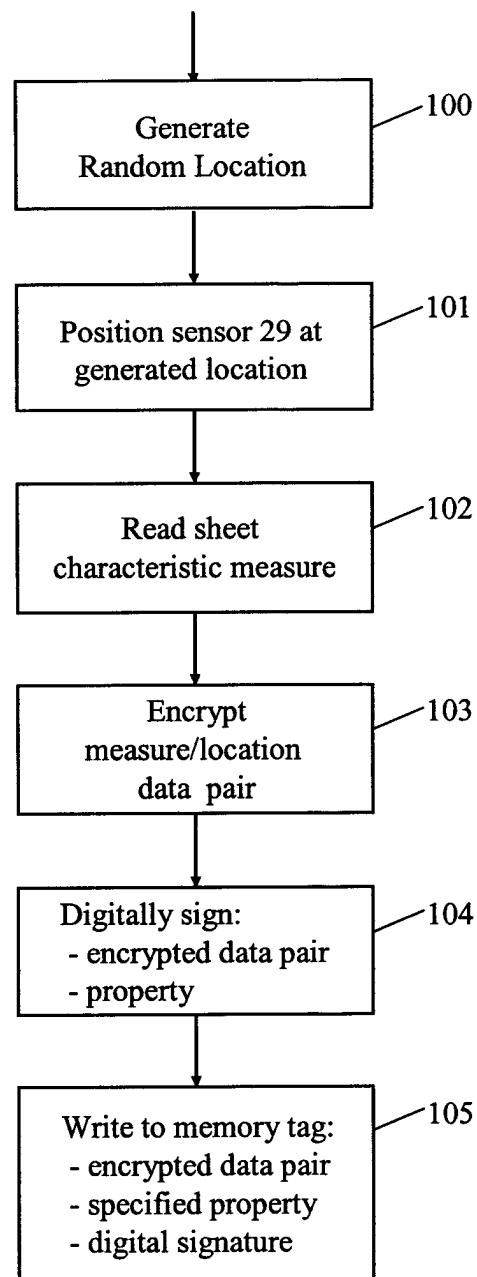 100
Generate
Random Location
101
Position sensor 29 at
generated location
102
Read sheet
characteristic measure
103
Encrypt
measure/location
data pair
104
Digitally sign:
- encrypted data pair
- property
105
Write to memory tag:
- encrypted data pair
- specified property
- digital signature